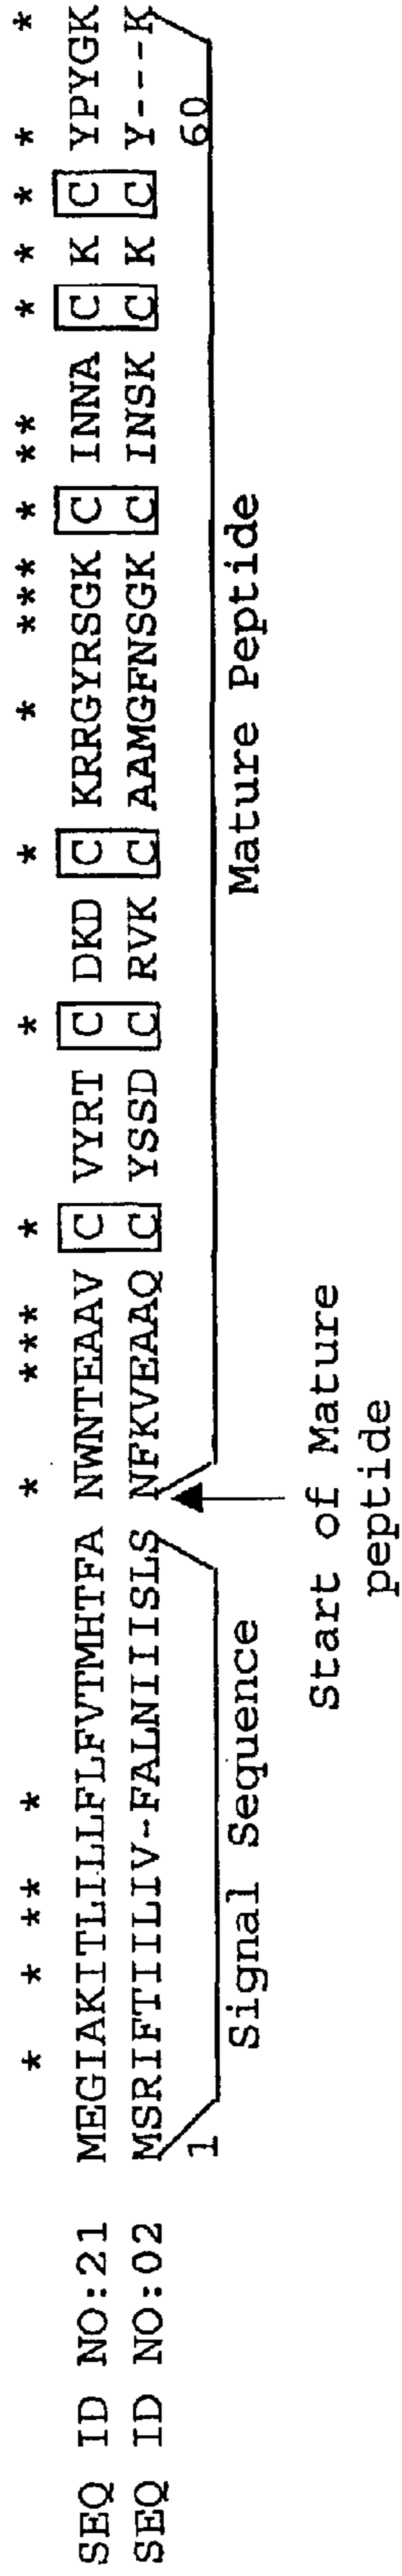 * * ** * * *** * * * * *** * ** * * * * *
SEQ ID NO:21 MEGIAKITLILLFLFVTMHTFA NWNTEAAV C VYRT C DKD C KRRGYRSGK C INNA C K C YPYGK
SEQ ID NO:02 MSRIFTIILIV-FALNIIISLS NFKVEAAQ C YSSD C RVK C AAMGFNSGK C INSK C K C Y---K
1 60
Signal Sequence Mature Peptide
Start of Mature
peptide